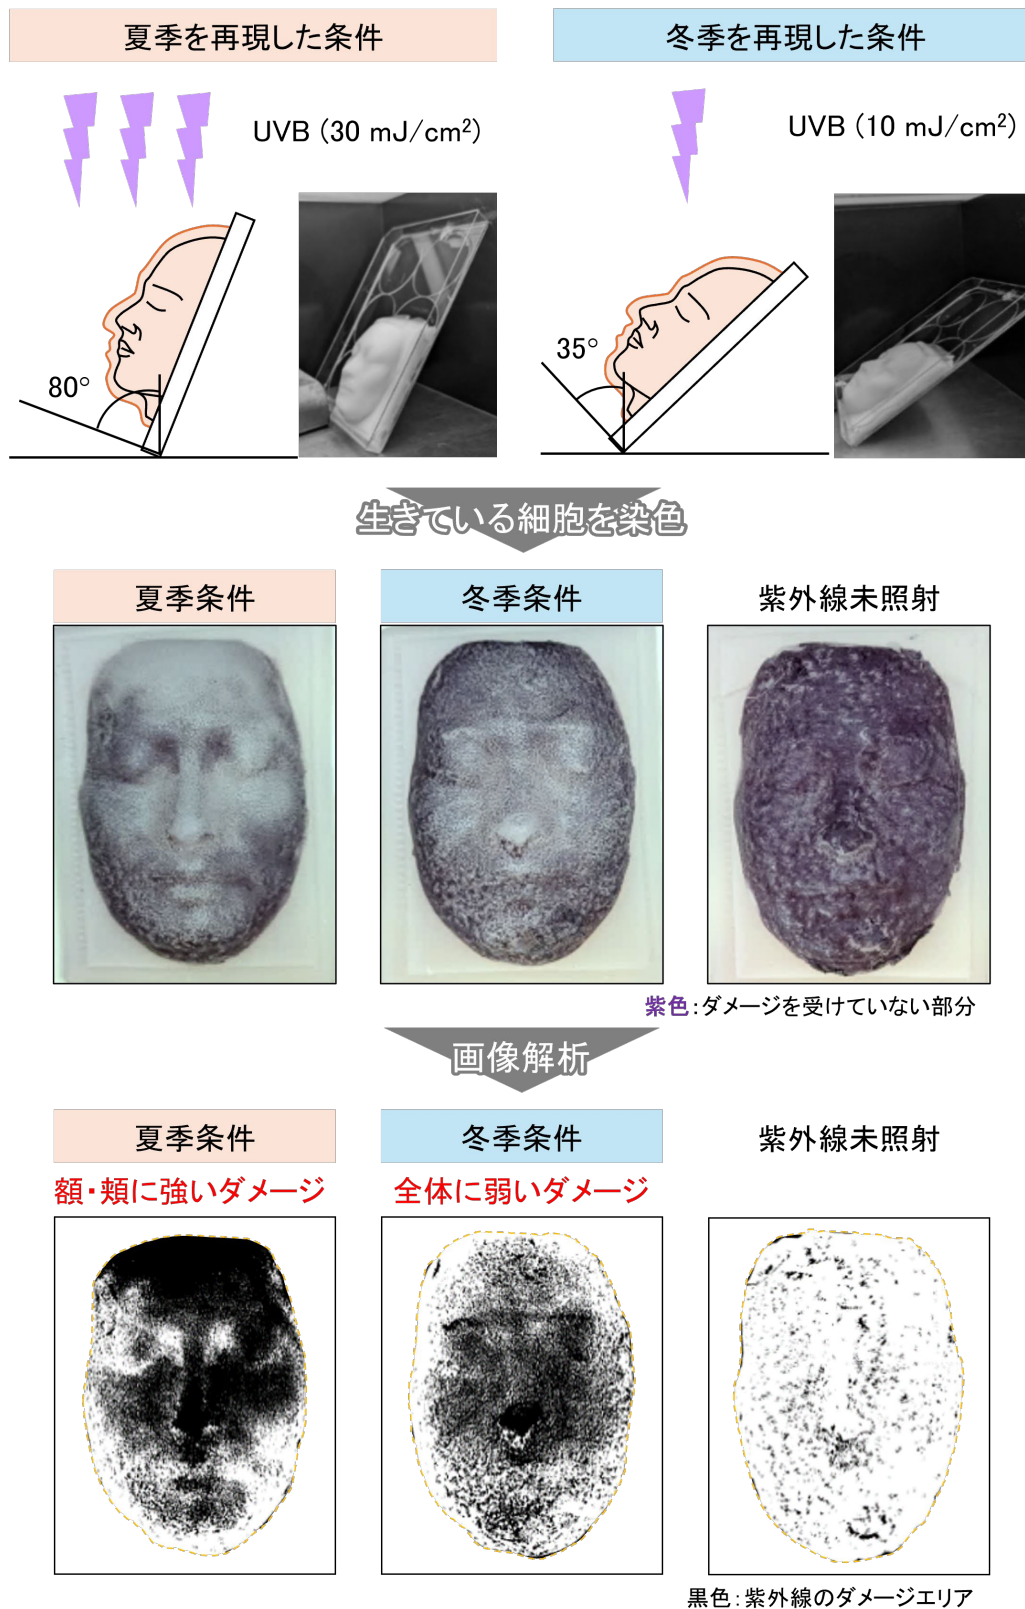 夏季を再現した条件
冬季を再現した条件
UVB (30 mJ/cm²)
UVB (10 mJ/cm²)
80°
35°
生きている細胞を染色
夏季条件
冬季条件
紫外線未照射
紫色：ダメージを受けていない部分
画像解析
夏季条件
冬季条件
紫外線未照射
額・頬に強いダメージ
全体に弱いダメージ
黒色：紫外線のダメージエリア